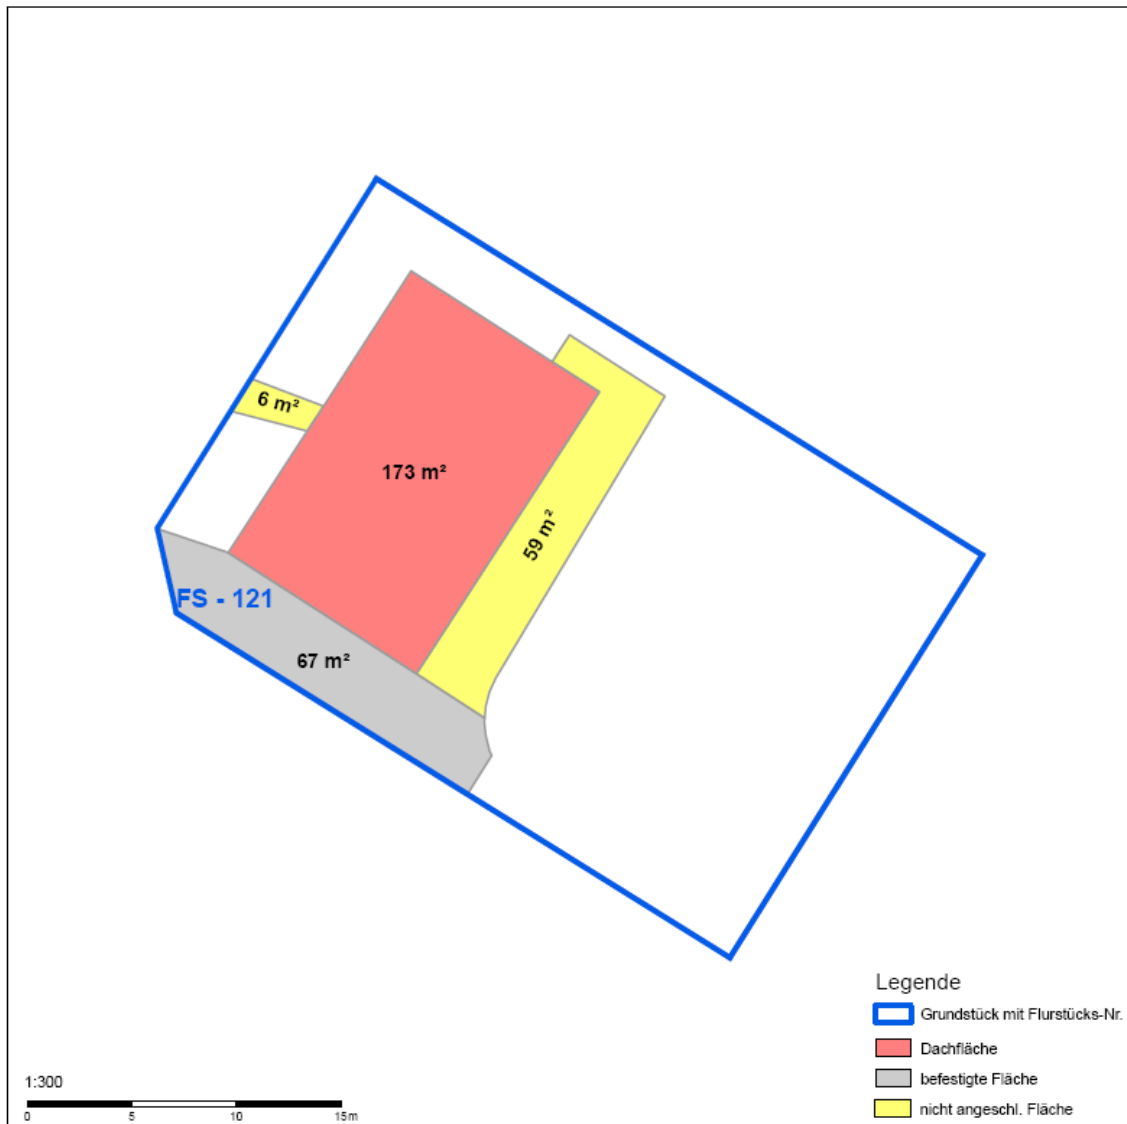 6 m²
173 m²
59 m²
FS - 121
67 m²
Legende
Grundstück mit Flurstücks-Nr.
Dachfläche
befestigte Fläche
nicht angeschl. Fläche
1:300
0 5 10 15m